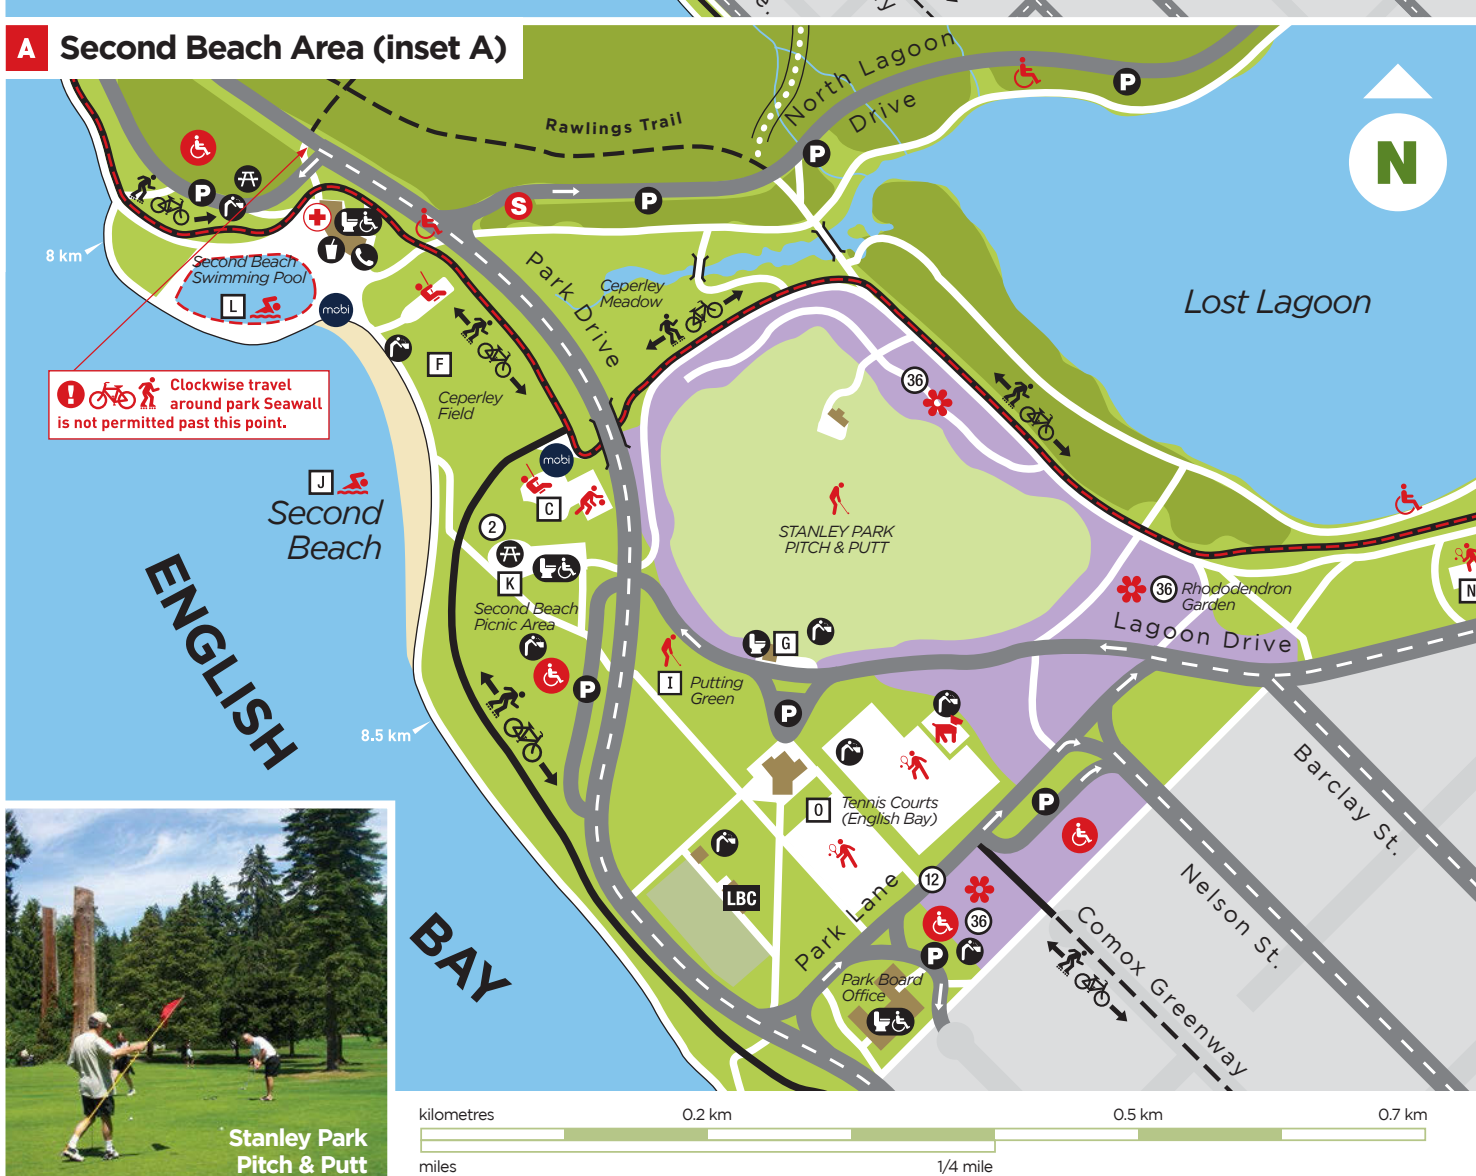 A Second Beach Area (inset A)
North Lagoon
Drive
Rawlings Trail
P
P
P
P
S
N
8 km
Second Beach
Swimming Pool
L
mobi
Park Drive
Ceperley
Meadow
Lost Lagoon
! Clockwise travel
around park Seawall
is not permitted past this point.
F
Ceperley
Field
36
mobi
J
Second
Beach
C
2
STANLEY PARK
PITCH & PUTT
K
Second Beach
Picnic Area
36 Rhododendron
Garden
N
Lagoon Drive
G
ENGLISH
BAY
P
I
Putting
Green
P
8.5 km
Barclay St.
O
Tennis Courts
(English Bay)
P
Nelson St.
12
LBC
36
Park Lane
P
Comox Greenway
Park Board
Office
Stanley Park
Pitch & Putt
kilometres 0.2 km 0.5 km 0.7 km
miles 1/4 mile